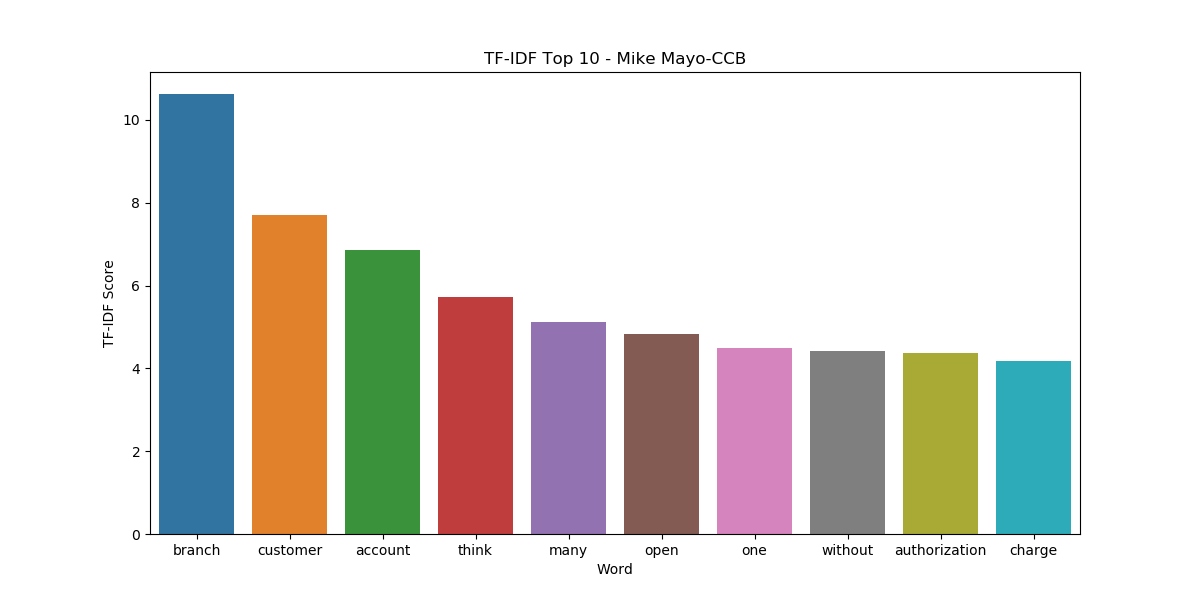 TF-IDF Top 10 - Mike Mayo-CCB
TF-IDF Score
10
8
6
4
2
0
branch customer account think many open one without authorization charge
Word